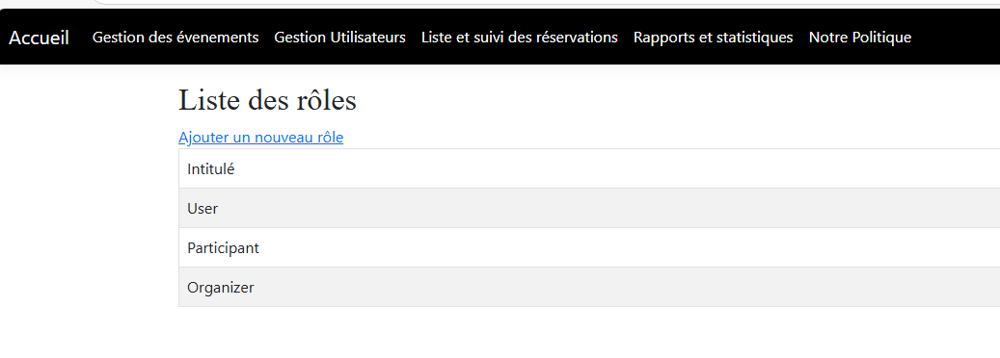 Accueil Gestion des évenements Gestion Utilisateurs Liste et suivi des réservations Rapports et statistiques Notre Politique
Liste des rôles
Ajouter un nouveau rôle
Intitulé
User
Participant
Organizer